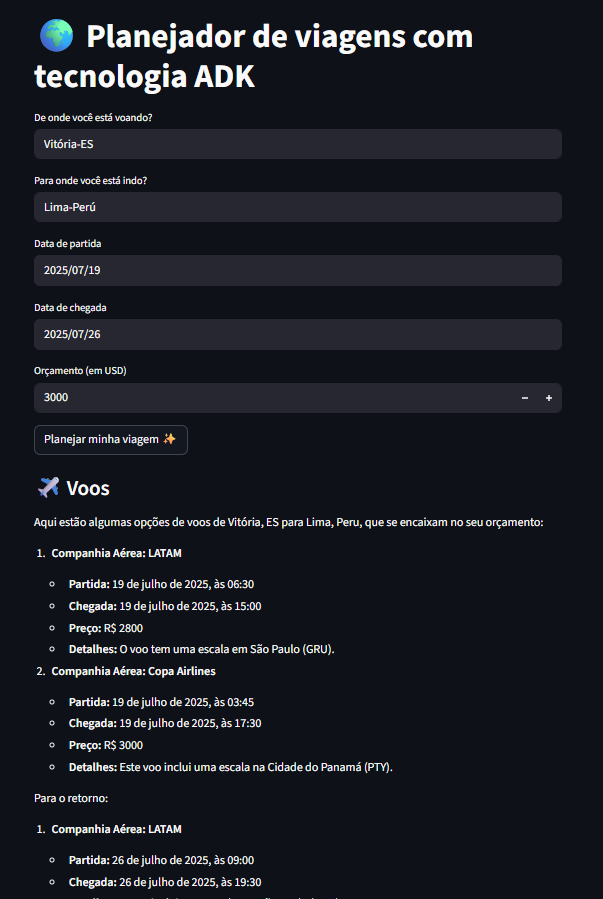 Planejador de viagens com
tecnologia ADK
De onde você está voando?
Vitória-ES
Para onde você está indo?
Lima-Perú
Data de partida
2025/07/19
Data de chegada
2025/07/26
Orçamento (em USD)
3000 − +
Planejar minha viagem ✨
✈️ Voos
Aqui estão algumas opções de voos de Vitória, ES para Lima, Peru, que se encaixam no seu orçamento:
1. Companhia Aérea: LATAM
Partida: 19 de julho de 2025, às 06:30
Chegada: 19 de julho de 2025, às 15:00
Preço: R$ 2800
Detalhes: O voo tem uma escala em São Paulo (GRU).
2. Companhia Aérea: Copa Airlines
Partida: 19 de julho de 2025, às 03:45
Chegada: 19 de julho de 2025, às 17:30
Preço: R$ 3000
Detalhes: Este voo inclui uma escala na Cidade do Panamá (PTY).
Para o retorno:
1. Companhia Aérea: LATAM
Partida: 26 de julho de 2025, às 09:00
Chegada: 26 de julho de 2025, às 19:30